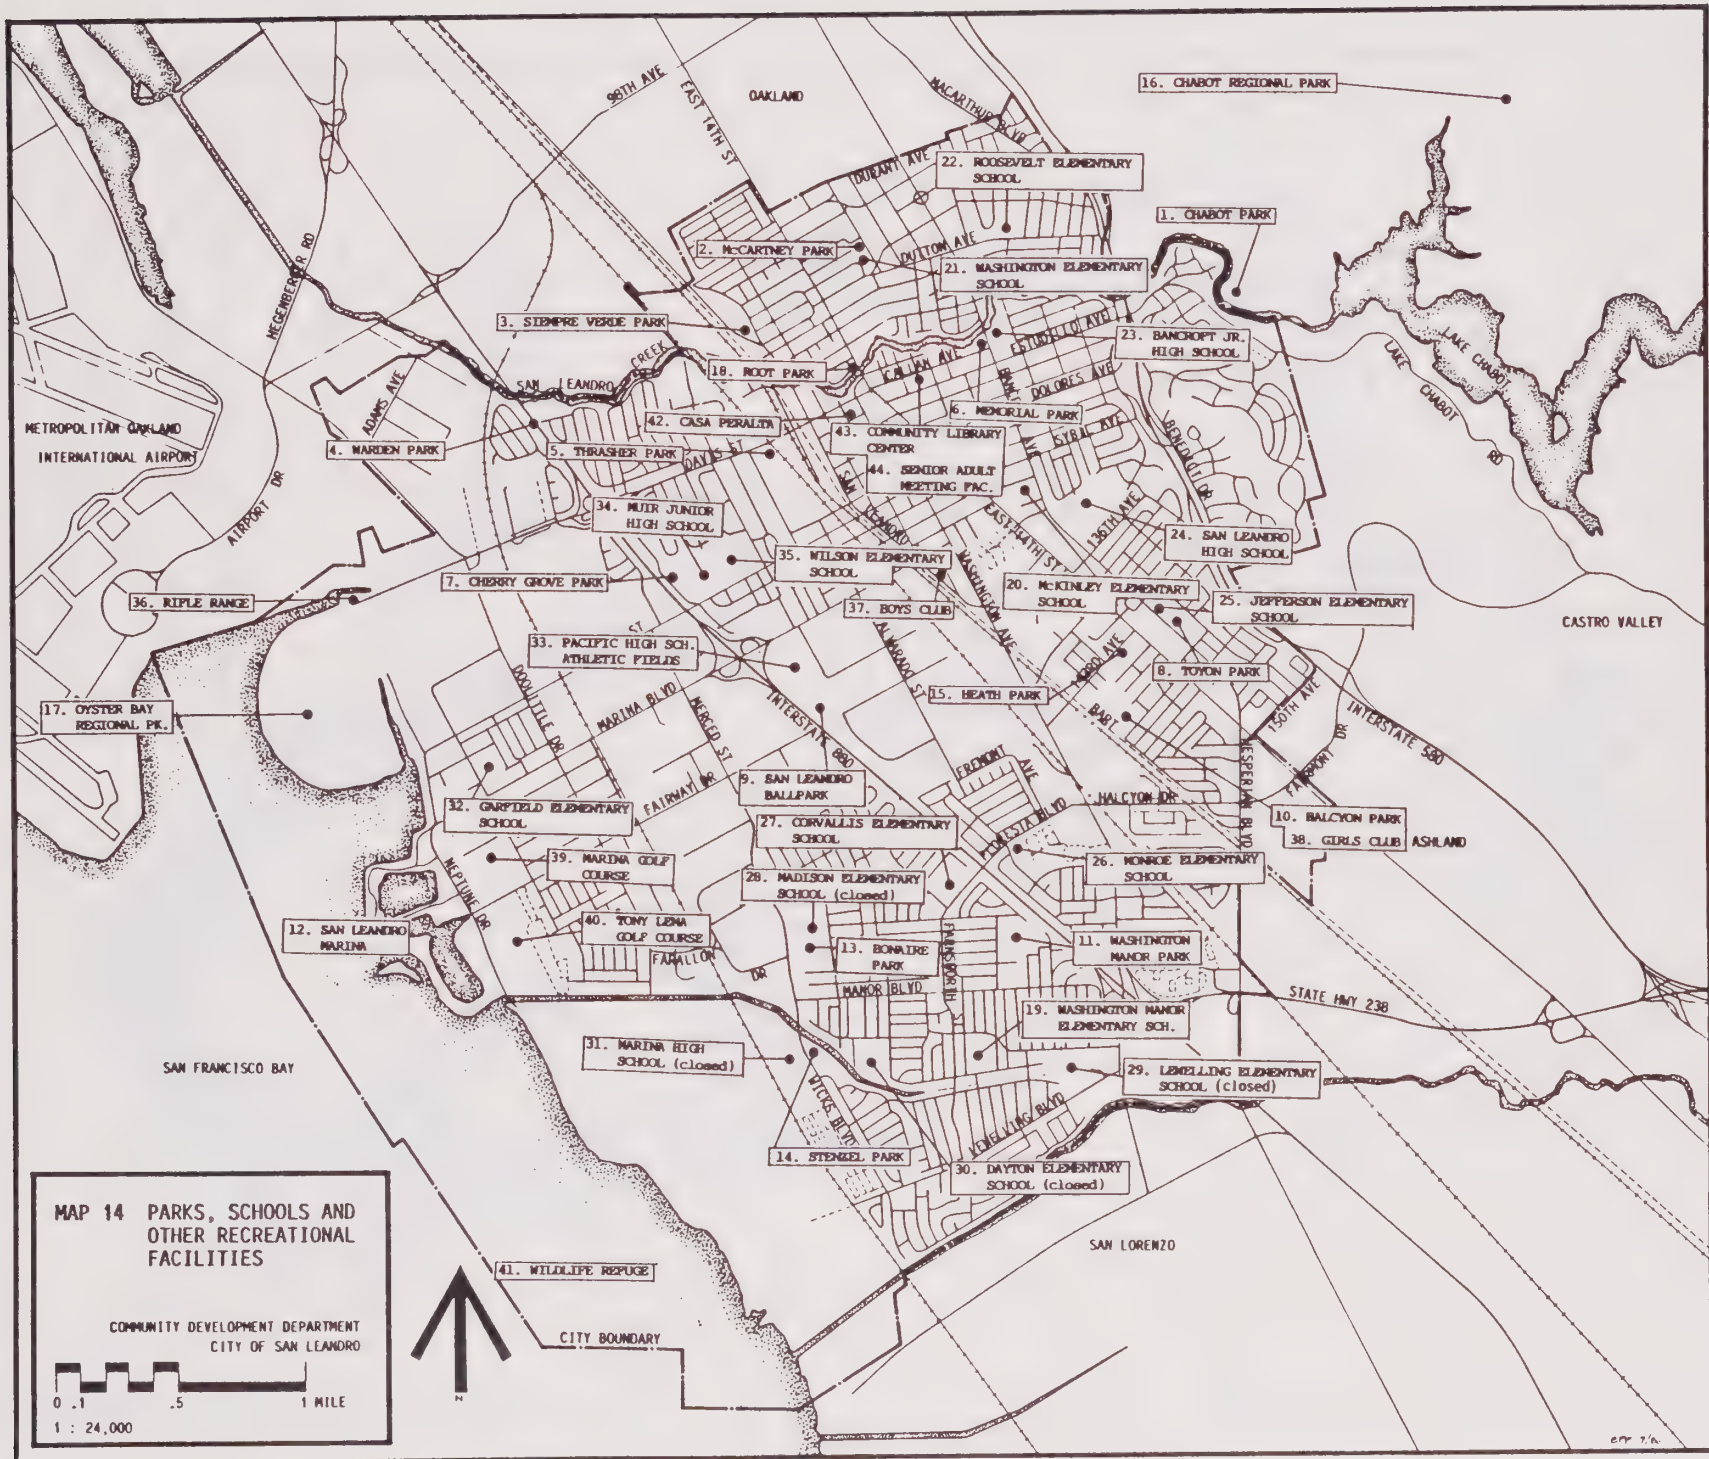 16. CHABOT REGIONAL PARK
98TH AVE
EAST 14TH ST
OAKLAND
MACARTHUR BLVD
DURANT AVE
22. ROOSEVELT ELEMENTARY
SCHOOL
1. CHABOT PARK
2. McCARTNEY PARK
DUTTON AVE
21. WASHINGTON ELEMENTARY
SCHOOL
HEGENBERGER RD
3. SIEMPRE VERDE PARK
ESTUDILLO AVE
23. BANCROFT JR.
HIGH SCHOOL
LAKE CHABOT
LAKE CHABOT RD
SAN LEANDRO CREEK
18. ROOT PARK
CALLAN AVE
DOLORES AVE
ADAMS AVE
METROPOLITAN OAKLAND
INTERNATIONAL AIRPORT
4. WARDEN PARK
42. CASA PERALTA
5. THRASHER PARK
DAVIS ST
43. COMMUNITY LIBRARY
CENTER
44. SENIOR ADULT
MEETING FAC.
6. MEMORIAL PARK
SYBIL AVE
BENEDICT DR
AIRPORT DR
34. MUIR JUNIOR
HIGH SCHOOL
SAN LEANDRO
EAST 14TH ST
136TH AVE
24. SAN LEANDRO
HIGH SCHOOL
35. WILSON ELEMENTARY
SCHOOL
WASHINGTON AVE
7. CHERRY GROVE PARK
37. BOYS CLUB
20. McKINLEY ELEMENTARY
SCHOOL
25. JEFFERSON ELEMENTARY
SCHOOL
36. RIFLE RANGE
CASTRO VALLEY
33. PACIFIC HIGH SCH.
ATHLETIC FIELDS
ALVARADO ST
143RD AVE
8. TOYON PARK
15. HEATH PARK
17. OYSTER BAY
REGIONAL PK.
DOOLITTLE DR
MARINA BLVD
MERCED ST
INTERSTATE 880
BART
150TH AVE
INTERSTATE 580
HESPERIAN BLVD
FAIRMONT DR
9. SAN LEANDRO
BALLPARK
FREMONT AVE
FAIRWAY DR
HALCYON DR
32. GARFIELD ELEMENTARY
SCHOOL
27. CORVALLIS ELEMENTARY
SCHOOL
FLORESTA BLVD
10. HALCYON PARK
38. GIRLS CLUB
ASHLAND
39. MARINA GOLF
COURSE
NEPTUNE DR
28. MADISON ELEMENTARY
SCHOOL (closed)
26. MONROE ELEMENTARY
SCHOOL
12. SAN LEANDRO
MARINA
40. TONY LEMA
GOLF COURSE
FARALLON DR
13. BONAIRE
PARK
FARNSWORTH
11. WASHINGTON
MANOR PARK
MANOR BLVD
STATE HWY 238
19. WASHINGTON MANOR
ELEMENTARY SCH.
31. MARINA HIGH
SCHOOL (closed)
SAN FRANCISCO BAY
29. LEWELLING ELEMENTARY
SCHOOL (closed)
WICKS BLVD
LEWELLING BLVD
14. STENZEL PARK
30. DAYTON ELEMENTARY
SCHOOL (closed)
SAN LORENZO
41. WILDLIFE REFUGE
CITY BOUNDARY
MAP 14 PARKS, SCHOOLS AND
OTHER RECREATIONAL
FACILITIES
COMMUNITY DEVELOPMENT DEPARTMENT
CITY OF SAN LEANDRO
0 .1 .5 1 MILE
1 : 24,000
N